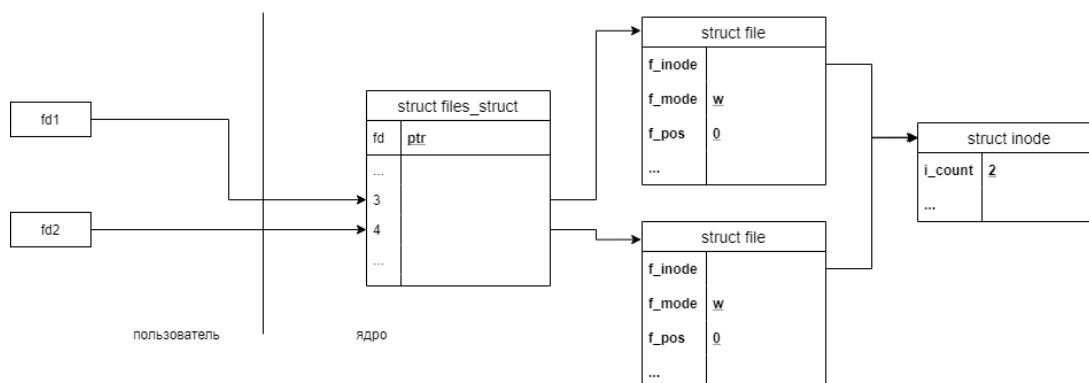 fd1
fd2
пользователь
ядро
struct files_struct
fd ptr
...
3
4
...
struct file
f_inode
f_mode w
f_pos 0
...
struct file
f_inode
f_mode w
f_pos 0
...
struct inode
i_count 2
...